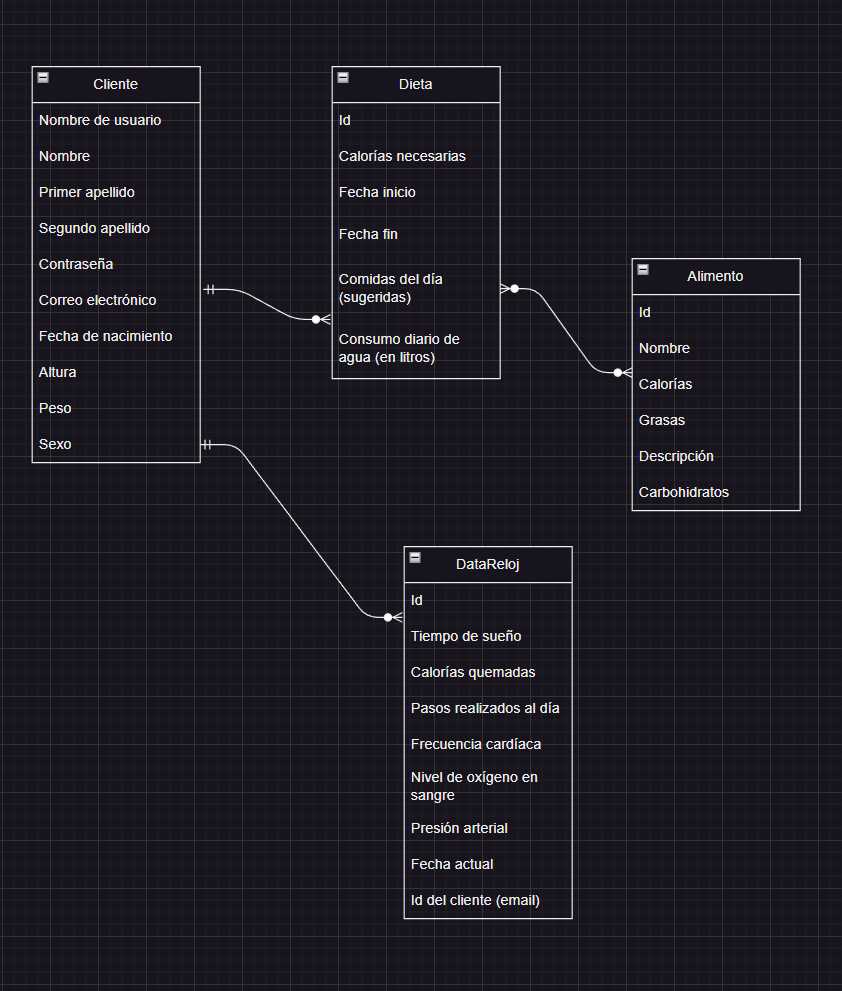 Cliente
Nombre de usuario
Nombre
Primer apellido
Segundo apellido
Contraseña
Correo electrónico
Fecha de nacimiento
Altura
Peso
Sexo
Dieta
Id
Calorías necesarias
Fecha inicio
Fecha fin
Comidas del día
(sugeridas)
Consumo diario de
agua (en litros)
Alimento
Id
Nombre
Calorías
Grasas
Descripción
Carbohidratos
DataReloj
Id
Tiempo de sueño
Calorías quemadas
Pasos realizados al día
Frecuencia cardíaca
Nivel de oxígeno en
sangre
Presión arterial
Fecha actual
Id del cliente (email)